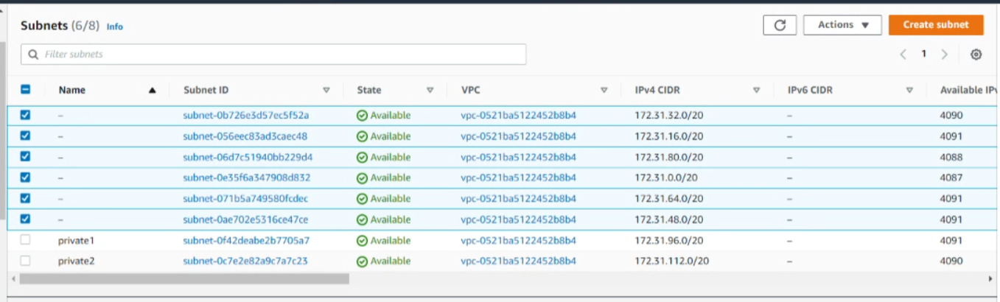 Subnets (6/8) Info Actions ▼ Create subnet
Filter subnets 1
Name Subnet ID State VPC IPv4 CIDR IPv6 CIDR Available IPv
– subnet-0b726e3d57ec5f52a Available vpc-0521ba5122452b8b4 172.31.32.0/20 – 4090
– subnet-056eec83ad3caec48 Available vpc-0521ba5122452b8b4 172.31.16.0/20 – 4091
– subnet-06d7c51940bb229d4 Available vpc-0521ba5122452b8b4 172.31.80.0/20 – 4088
– subnet-0e35f6a347908d832 Available vpc-0521ba5122452b8b4 172.31.0.0/20 – 4087
– subnet-071b5a749580fcdec Available vpc-0521ba5122452b8b4 172.31.64.0/20 – 4091
– subnet-0ae702e5316ce47ce Available vpc-0521ba5122452b8b4 172.31.48.0/20 – 4091
private1 subnet-0f42deabe2b7705a7 Available vpc-0521ba5122452b8b4 172.31.96.0/20 – 4091
private2 subnet-0c7e2e82a9c7a7c23 Available vpc-0521ba5122452b8b4 172.31.112.0/20 – 4090